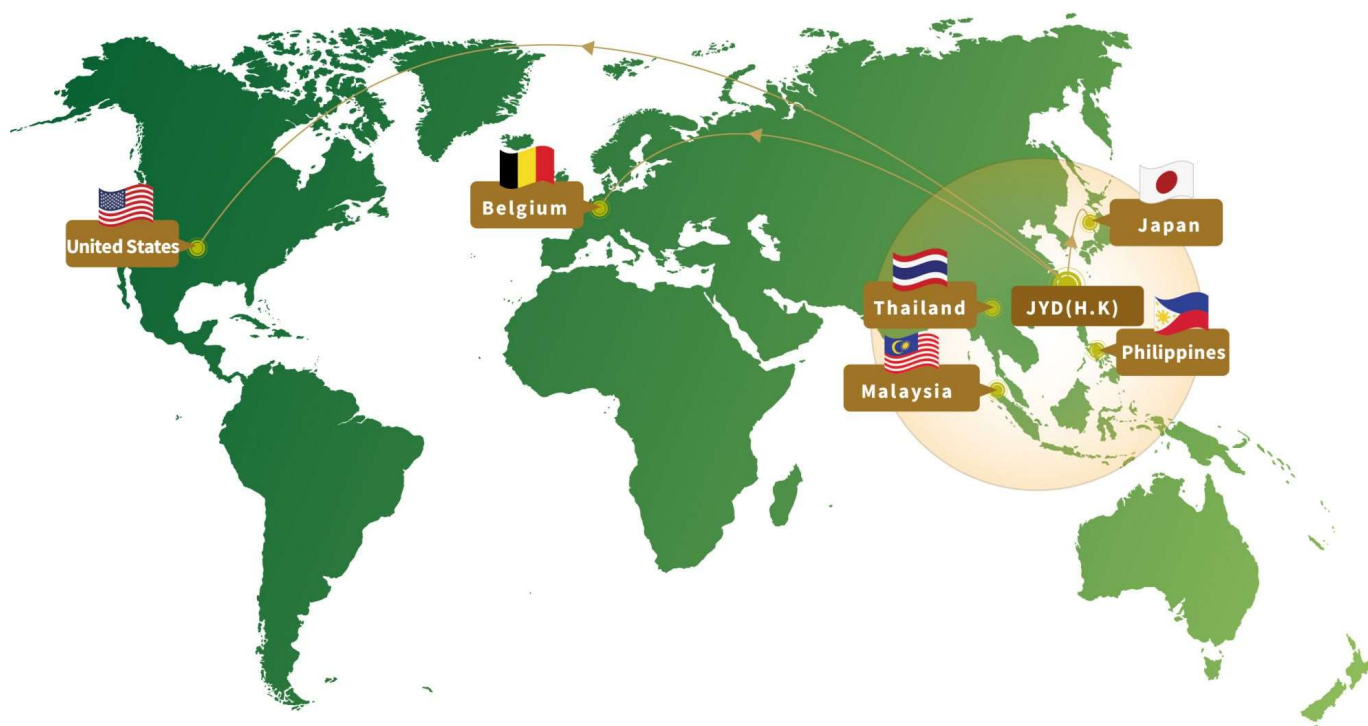 United States
Belgium
Japan
Thailand
JYD(H.K)
Philippines
Malaysia